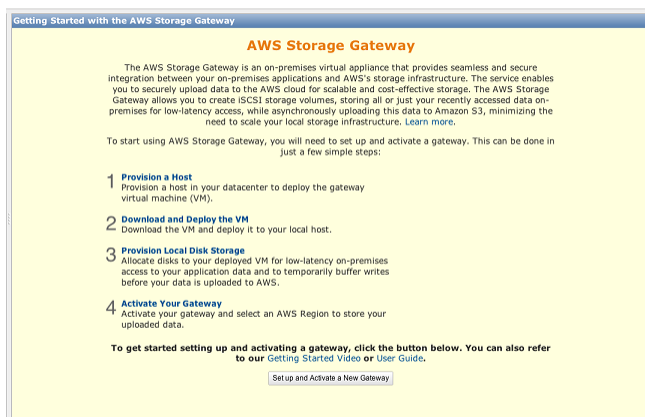 Getting Started with the AWS Storage Gateway
AWS Storage Gateway
The AWS Storage Gateway is an on-premises virtual appliance that provides seamless and secure
integration between your on-premises applications and AWS's storage infrastructure. The service enables
you to securely upload data to the AWS cloud for scalable and cost-effective storage. The AWS Storage
Gateway allows you to create iSCSI storage volumes, storing all or just your recently accessed data on-
premises for low-latency access, while asynchronously uploading this data to Amazon S3, minimizing the
need to scale your local storage infrastructure. Learn more.
To start using AWS Storage Gateway, you will need to set up and activate a gateway. This can be done in
just a few simple steps:
1 Provision a Host
Provision a host in your datacenter to deploy the gateway
virtual machine (VM).
2 Download and Deploy the VM
Download the VM and deploy it to your local host.
3 Provision Local Disk Storage
Allocate disks to your deployed VM for low-latency on-premises
access to your application data and to temporarily buffer writes
before your data is uploaded to AWS.
4 Activate Your Gateway
Activate your gateway and select an AWS Region to store your
uploaded data.
To get started setting up and activating a gateway, click the button below. You can also refer
to our Getting Started Video or User Guide.
Set up and Activate a New Gateway